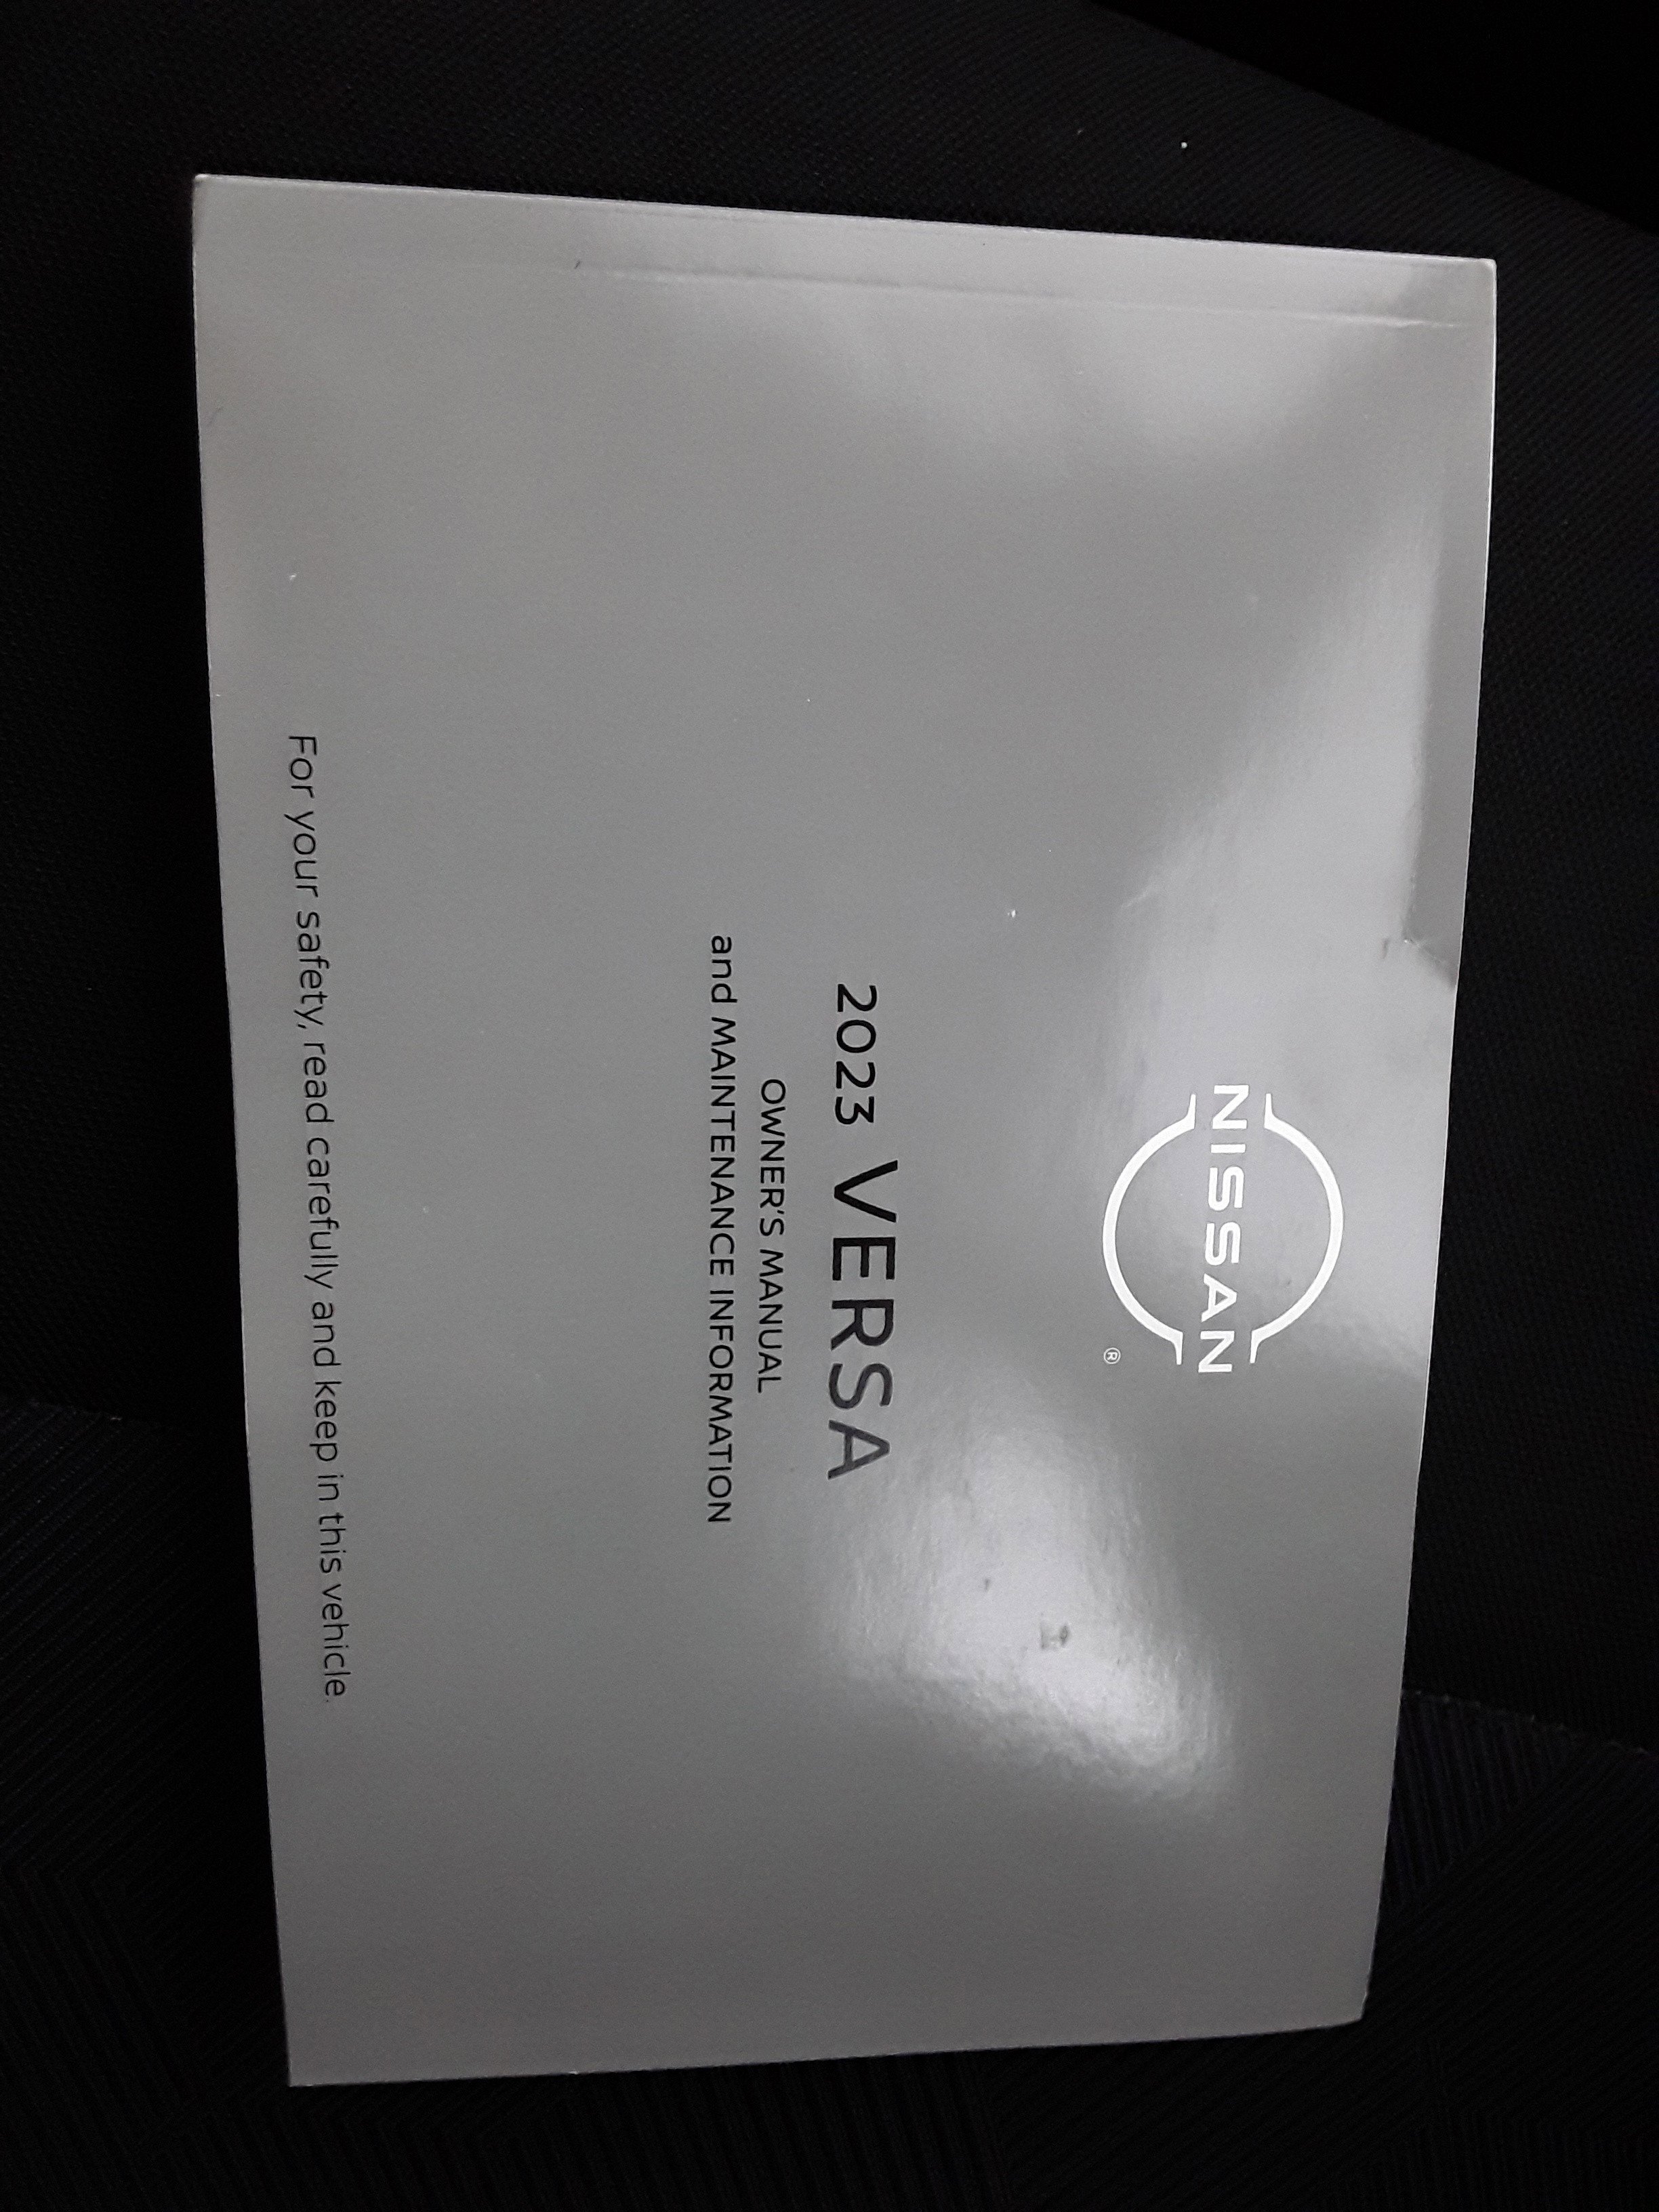 NISSAN
®
2023 VERSA
OWNER'S MANUAL
and MAINTENANCE INFORMATION
For your safety, read carefully and keep in this vehicle.